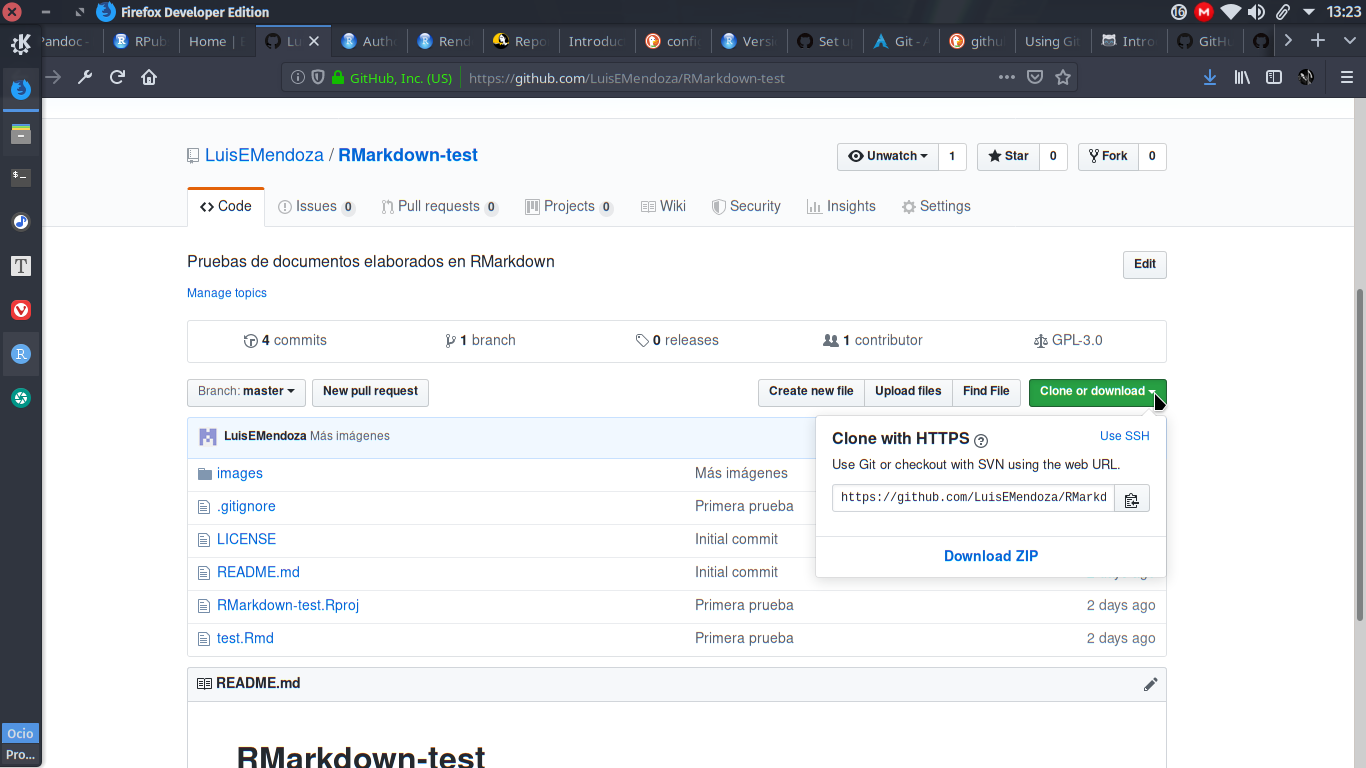 Firefox Developer Edition
13:23
Pandoc -
RPub
Home | E
Lu
Autho
Rende
Repo
Introduc
config
Versi
Set u
Git - A
githu
Using Gi
Intro
GitHu
GitHub, Inc. (US)
https://github.com/LuisEMendoza/RMarkdown-test
LuisEMendoza / RMarkdown-test
Unwatch 1
Star 0
Fork 0
Code
Issues 0
Pull requests 0
Projects 0
Wiki
Security
Insights
Settings
Pruebas de documentos elaborados en RMarkdown
Edit
Manage topics
4 commits
1 branch
0 releases
1 contributor
GPL-3.0
Branch: master
New pull request
Create new file
Upload files
Find File
Clone or download
LuisEMendoza Más imágenes
Clone with HTTPS
Use SSH
Use Git or checkout with SVN using the web URL.
https://github.com/LuisEMendoza/RMarkd
Download ZIP
images Más imágenes
.gitignore Primera prueba
LICENSE Initial commit
README.md Initial commit
RMarkdown-test.Rproj Primera prueba 2 days ago
test.Rmd Primera prueba 2 days ago
README.md
RMarkdown-test
Ocio
Pro...